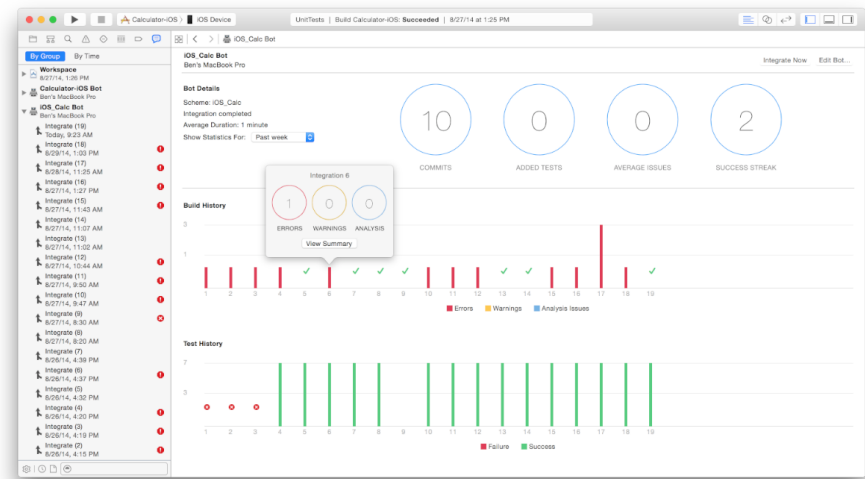 Calculator-iOS
iOS Device
UnitTests | Build Calculator-iOS: Succeeded | 8/27/14 at 1:25 PM
iOS_Calc Bot
By Group
By Time
Workspace
8/27/14, 1:26 PM
Calculator-iOS Bot
Ben's MacBook Pro
iOS_Calc Bot
Ben's MacBook Pro
Integrate (19)
Today, 9:23 AM
Integrate (18)
8/29/14, 1:03 PM
Integrate (17)
8/28/14, 11:25 AM
Integrate (16)
8/27/14, 1:27 PM
Integrate (15)
8/27/14, 11:43 AM
Integrate (14)
8/27/14, 11:07 AM
Integrate (13)
8/27/14, 11:02 AM
Integrate (12)
8/27/14, 10:44 AM
Integrate (11)
8/27/14, 9:50 AM
Integrate (10)
8/27/14, 9:47 AM
Integrate (9)
8/27/14, 8:30 AM
Integrate (8)
8/27/14, 8:20 AM
Integrate (7)
8/26/14, 4:39 PM
Integrate (6)
8/26/14, 4:37 PM
Integrate (5)
8/26/14, 4:32 PM
Integrate (4)
8/26/14, 4:20 PM
Integrate (3)
8/26/14, 4:19 PM
Integrate (2)
8/26/14, 4:15 PM
iOS_Calc Bot
Ben's MacBook Pro
Integrate Now
Edit Bot...
Bot Details
Scheme: iOS_Calc
Integration completed
Average Duration: 1 minute
Show Statistics For: Past week
10
COMMITS
0
ADDED TESTS
0
AVERAGE ISSUES
2
SUCCESS STREAK
Integration 6
1 0 0
ERRORS WARNINGS ANALYSIS
View Summary
Build History
1
1 2 3 4 5 6 7 8 9 10 11 12 13 14 15 16 17 18 19
Errors Warnings Analysis Issues
Test History
7
1 2 3 4 5 6 7 8 9 10 11 12 13 14 15 16 17 18 19
Failure Success